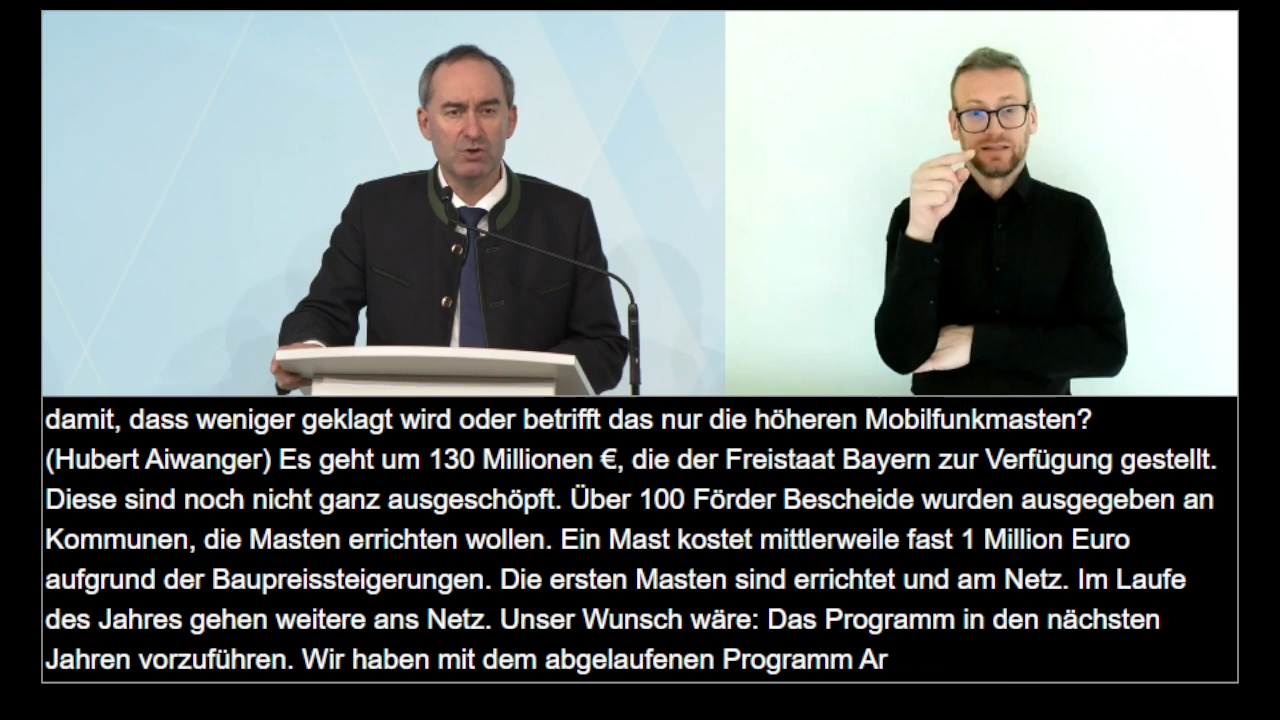 damit, dass weniger geklagt wird oder betrifft das nur die höheren Mobilfunkmasten?
(Hubert Aiwanger) Es geht um 130 Millionen €, die der Freistaat Bayern zur Verfügung gestellt.
Diese sind noch nicht ganz ausgeschöpft. Über 100 Förder Bescheide wurden ausgegeben an
Kommunen, die Masten errichten wollen. Ein Mast kostet mittlerweile fast 1 Million Euro
aufgrund der Baupreissteigerungen. Die ersten Masten sind errichtet und am Netz. Im Laufe
des Jahres gehen weitere ans Netz. Unser Wunsch wäre: Das Programm in den nächsten
Jahren vorzuführen. Wir haben mit dem abgelaufenen Programm Ar